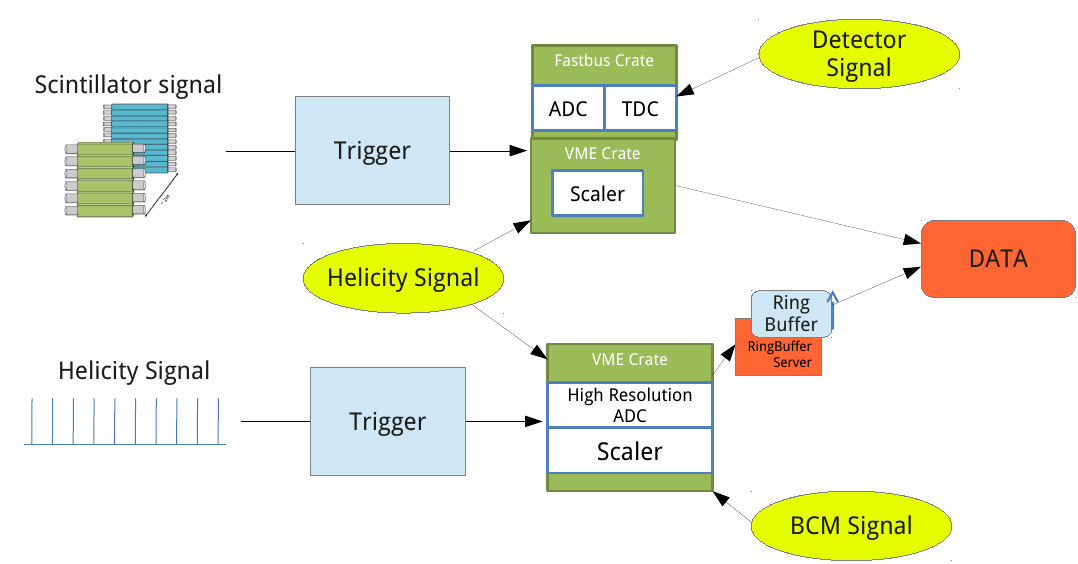 Detector
Signal
Fastbus Crate
Scintillator signal
ADC
TDC
Trigger
VME Crate
Scaler
~2m
DATA
Helicity Signal
Ring
Buffer
RingBuffer
Server
VME Crate
Helicity Signal
High Resolution
ADC
Trigger
Scaler
BCM Signal